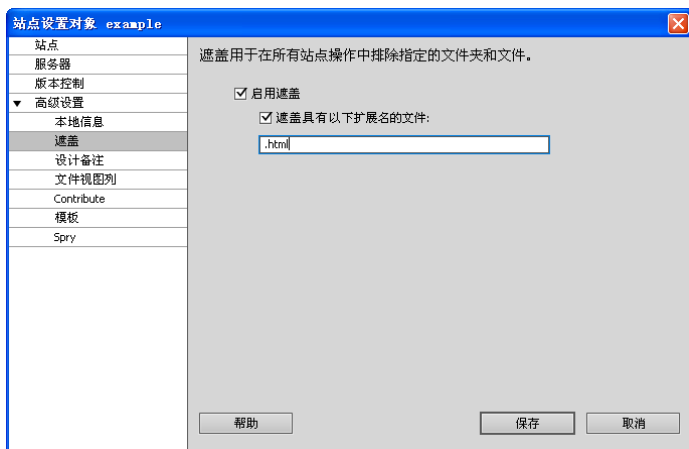 站点设置对象 example
站点
服务器
版本控制
高级设置
本地信息
遮盖
设计备注
文件视图列
Contribute
模板
Spry
遮盖用于在所有站点操作中排除指定的文件夹和文件。
启用遮盖
遮盖具有以下扩展名的文件:
.html
帮助
保存
取消